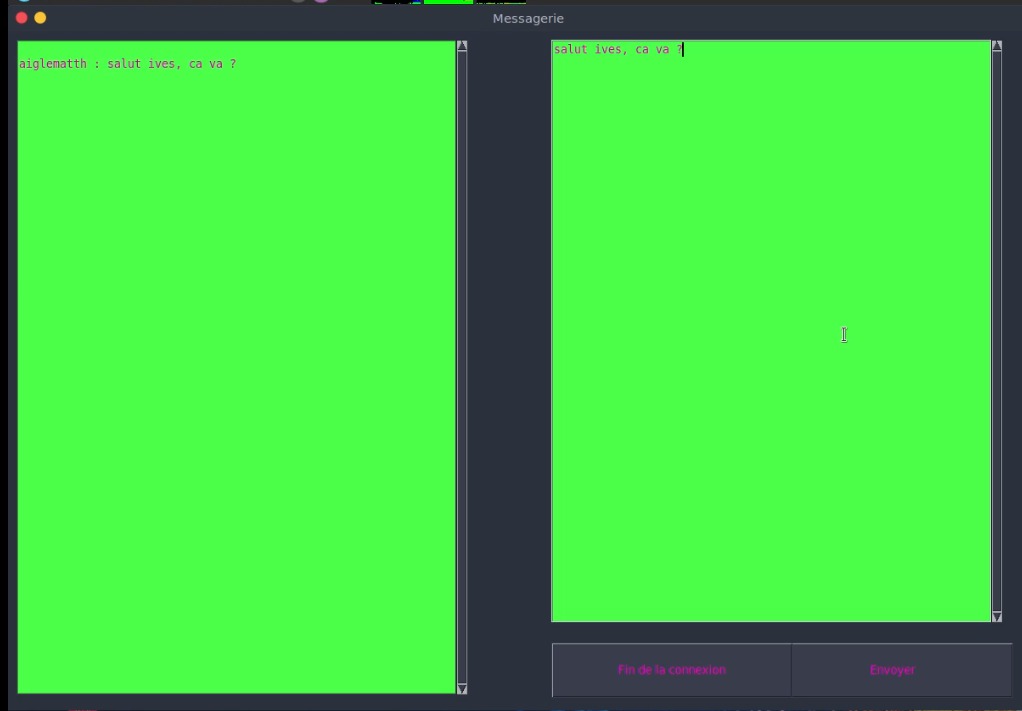 Messagerie
aiglematth : salut ives, ca va ?
salut ives, ca va ?
Fin de la connexion
Envoyer